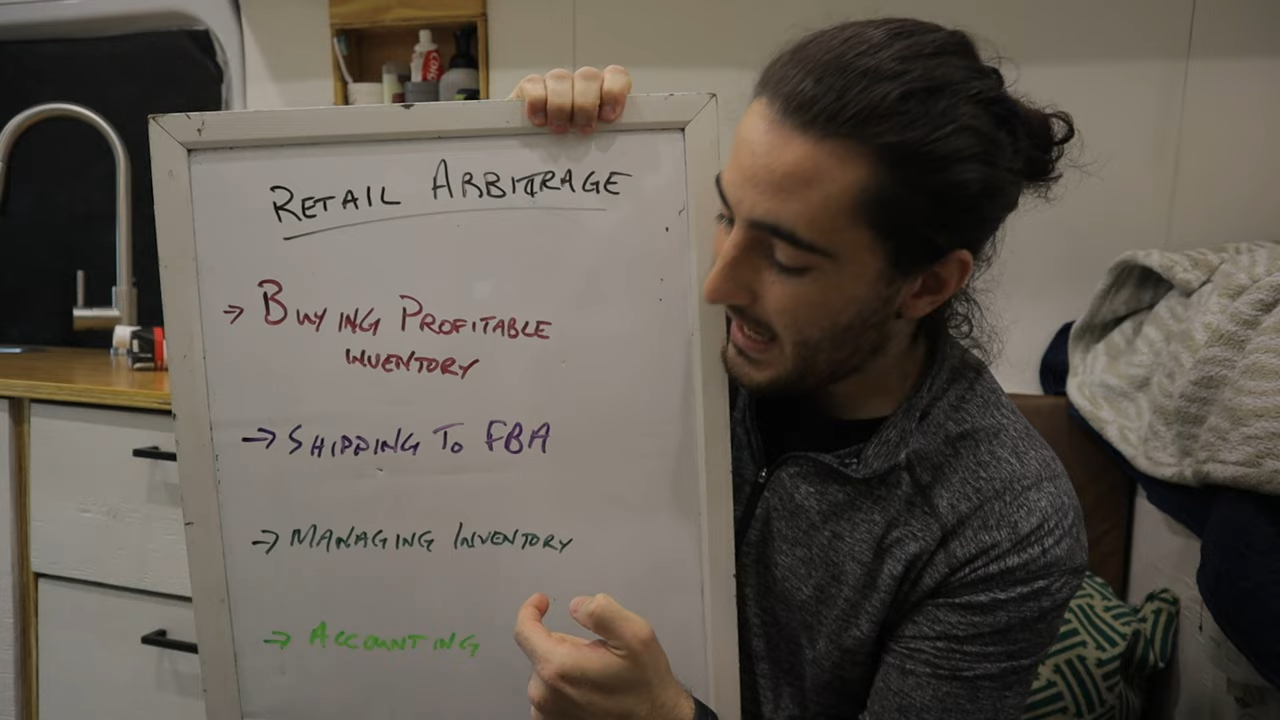 RETAIL ARBITRAGE
→ BUYING PROFITABLE
INVENTORY
→ SHIPPING TO FBA
→ MANAGING INVENTORY
→ ACCOUNTING